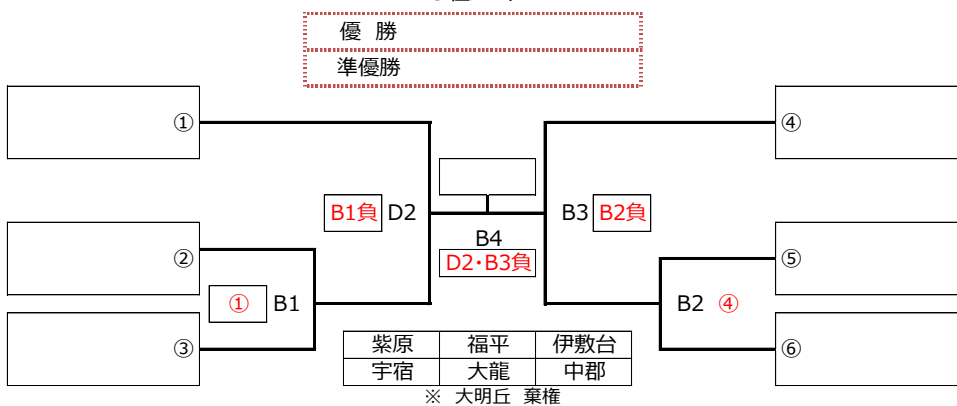 優 勝
準優勝
①
④
B1負 D2
B3 B2負
B4
D2・B3負
②
⑤
① B1
B2 ④
③
⑥
紫原 福平 伊敷台
宇宿 大龍 中郡
※ 大明丘 棄権